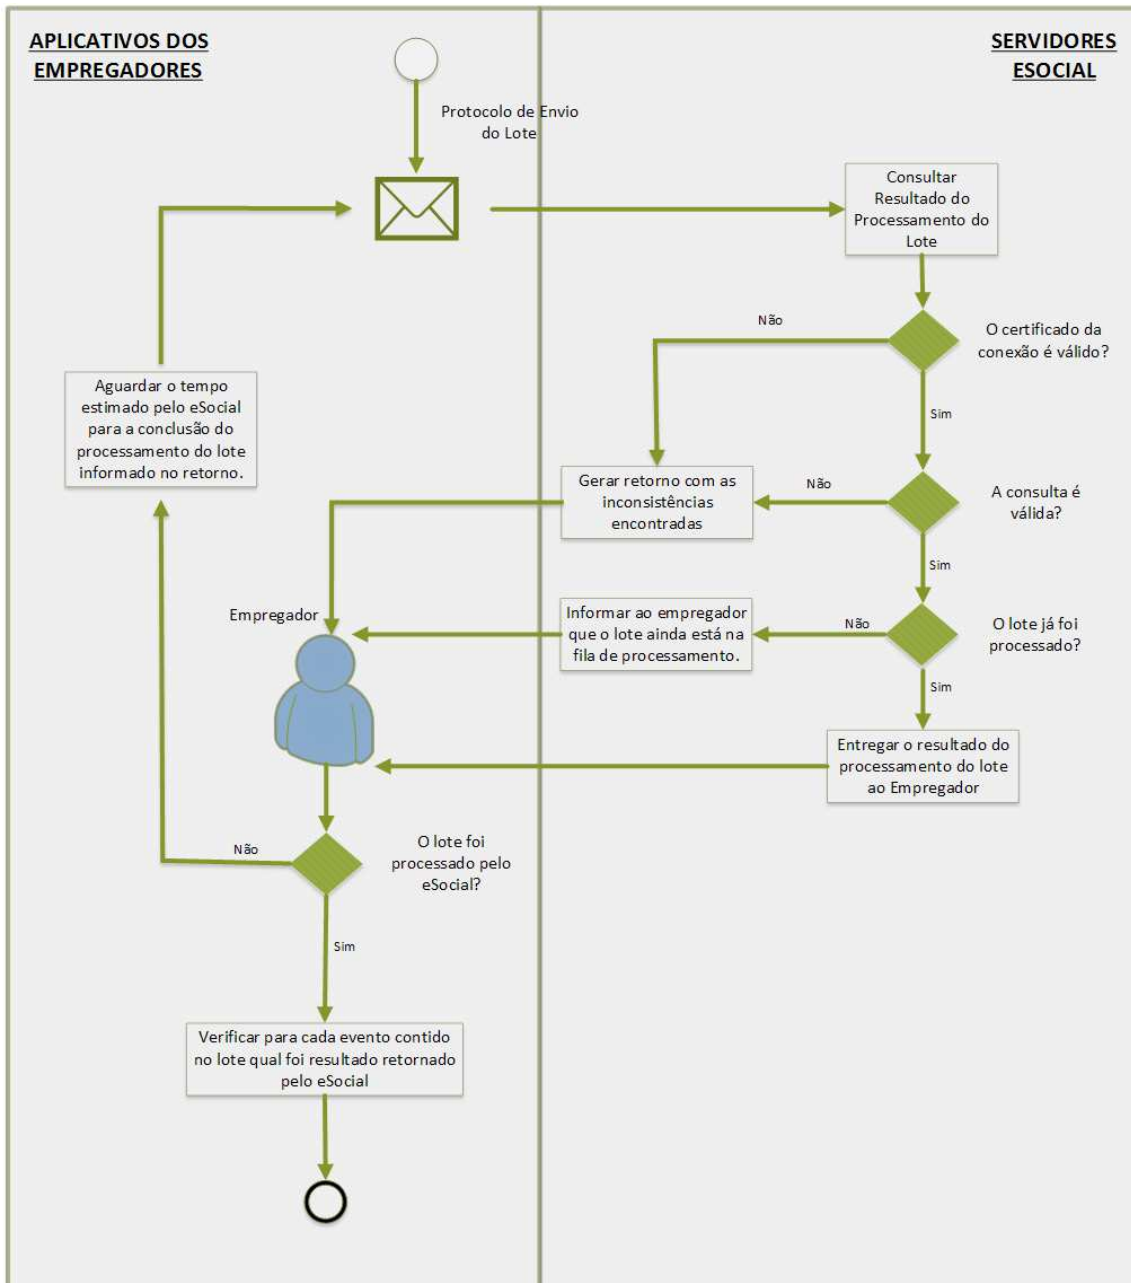 APLICATIVOS DOS
EMPREGADORES
SERVIDORES
ESOCIAL
Protocolo de Envio
do Lote
Consultar
Resultado do
Processamento do
Lote
Não
O certificado da
conexão é válido?
Aguardar o tempo
estimado pelo eSocial
para a conclusão do
processamento do lote
informado no retorno.
Sim
Gerar retorno com as
inconsistências
encontradas
Não
A consulta é
válida?
Sim
Empregador
Informar ao empregador
que o lote ainda está na
fila de processamento.
Não
O lote já foi
processado?
Sim
Entregar o resultado do
processamento do lote
ao Empregador
Não
O lote foi
processado pelo
eSocial?
Sim
Verificar para cada evento contido
no lote qual foi resultado retornado
pelo eSocial